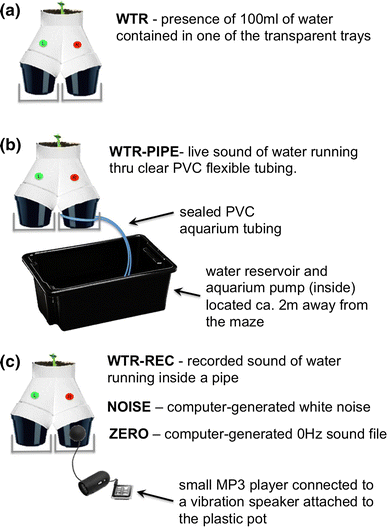 (a)
WTR - presence of 100ml of water
contained in one of the transparent trays
L
R
(b)
WTR-PIPE- live sound of water running
thru clear PVC flexible tubing.
L
R
sealed PVC
aquarium tubing
water reservoir and
aquarium pump (inside)
located ca. 2m away from
the maze
(c)
WTR-REC - recorded sound of water
running inside a pipe
L
R
NOISE – computer-generated white noise
ZERO – computer-generated 0Hz sound file
small MP3 player connected to
a vibration speaker attached to
the plastic pot